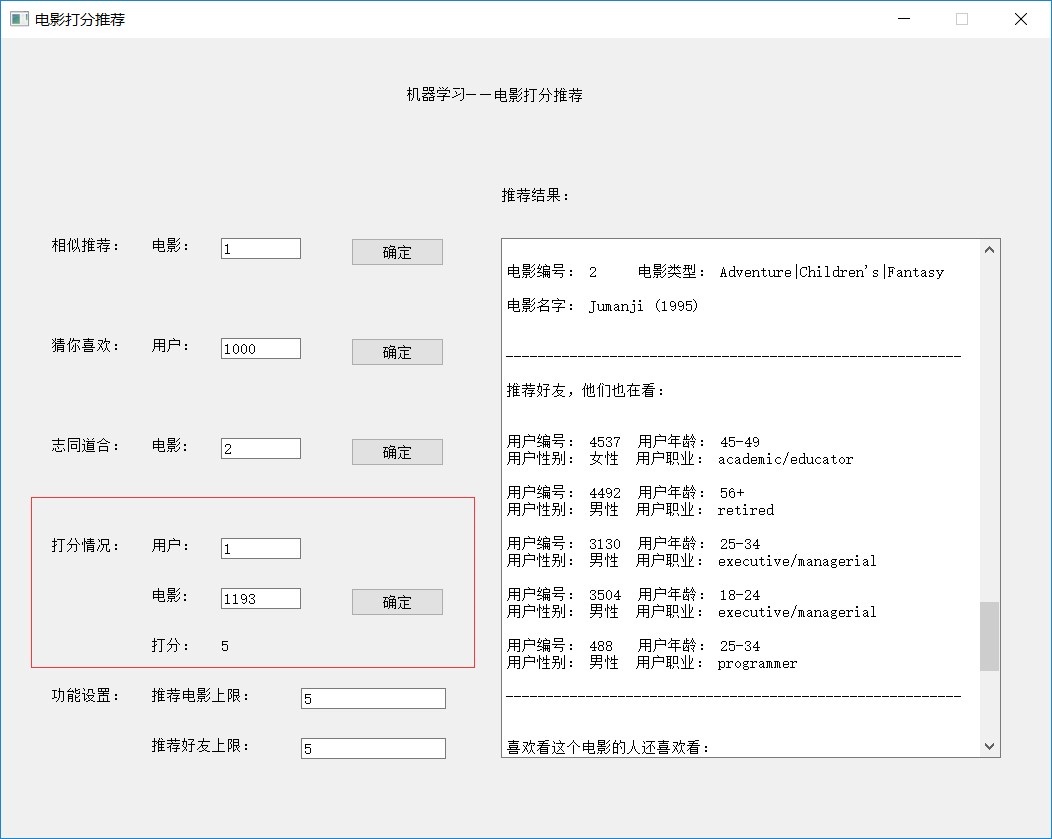 电影打分推荐
机器学习——电影打分推荐
相似推荐： 电影： 1 确定
猜你喜欢： 用户： 1000 确定
志同道合： 电影： 2 确定
打分情况： 用户： 1
电影： 1193 确定
打分： 5
功能设置： 推荐电影上限： 5
推荐好友上限： 5
推荐结果：
电影编号： 2 电影类型： Adventure|Children's|Fantasy
电影名字： Jumanji (1995)
推荐好友，他们也在看：
用户编号： 4537 用户年龄： 45-49
用户性别： 女性 用户职业： academic/educator
用户编号： 4492 用户年龄： 56+
用户性别： 男性 用户职业： retired
用户编号： 3130 用户年龄： 25-34
用户性别： 男性 用户职业： executive/managerial
用户编号： 3504 用户年龄： 18-24
用户性别： 男性 用户职业： executive/managerial
用户编号： 488 用户年龄： 25-34
用户性别： 男性 用户职业： programmer
喜欢看这个电影的人还喜欢看：